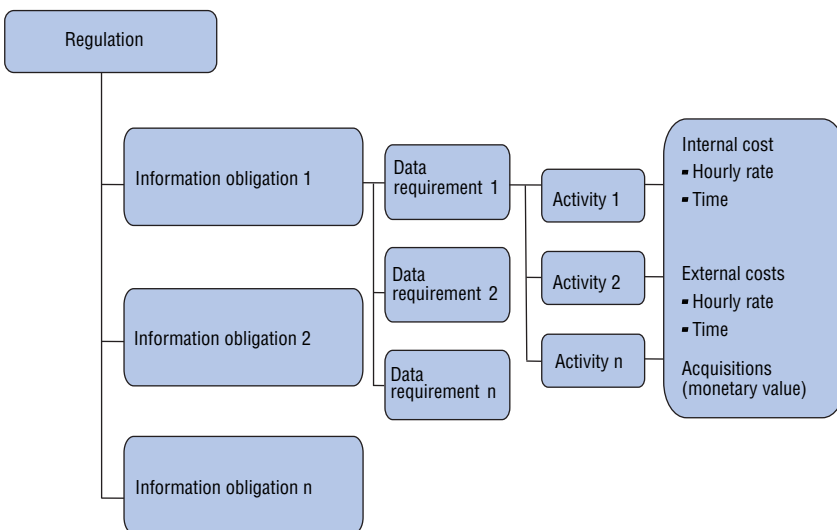 Regulation
Information obligation 1
Data
requirement 1
Activity 1
Internal cost
- Hourly rate
- Time
Information obligation 2
Data
requirement 2
Activity 2
External costs
- Hourly rate
- Time
Data
requirement n
Activity n
Acquisitions
(monetary value)
Information obligation n